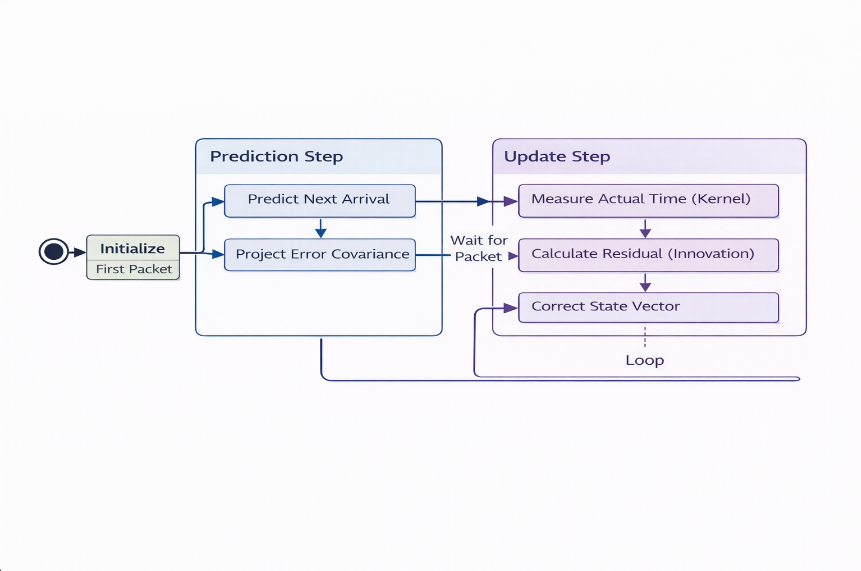 Initialize
First Packet
Prediction Step
Predict Next Arrival
Project Error Covariance
Wait for
Packet
Update Step
Measure Actual Time (Kernel)
Calculate Residual (Innovation)
Correct State Vector
Loop